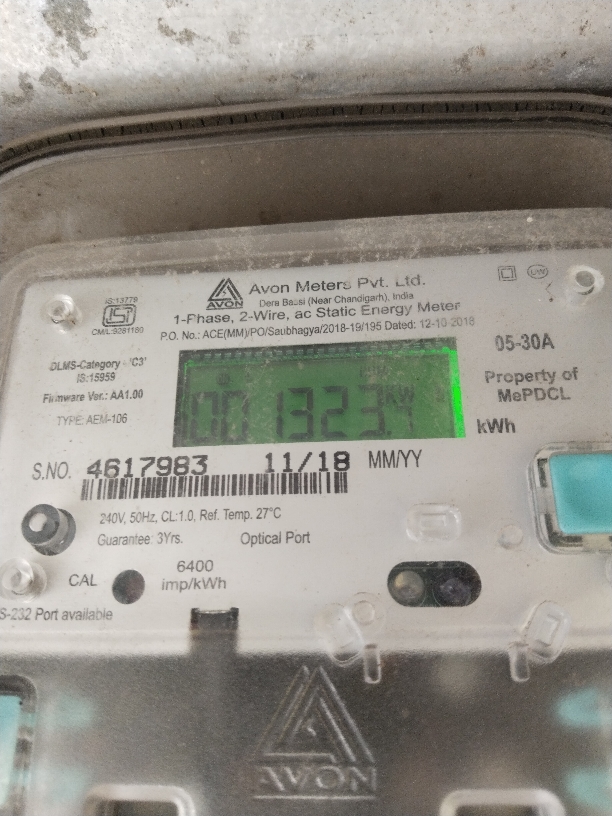 Avon Meters Pvt. Ltd.
AVON
Dera Bassi (Near Chandigarh), India
1-Phase, 2-Wire, ac Static Energy Meter
P.O. No.: ACE(MM)/PO/Saubhagya/2018-19/195 Dated: 12-10-2018
IS:13779
ISI
CM/L:9281180
DLMS-Category -'C3'
IS:15959
Firmware Ver.: AA1.00
TYPE: AEM-106
05-30A
Property of
MePDCL
kWh
S.NO. 4617983 11/18 MM/YY
240V, 50Hz, CL:1.0, Ref. Temp. 27°C
Guarantee: 3Yrs. Optical Port
CAL
6400
imp/kWh
S-232 Port available
AVON